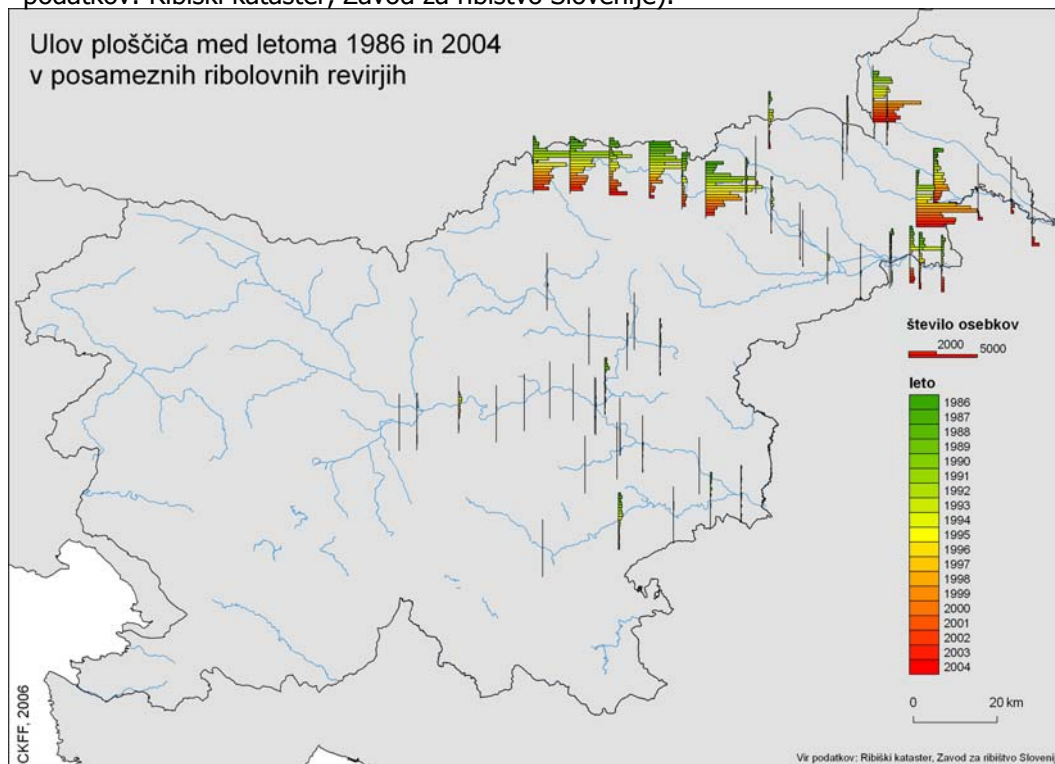 podatkov: Ribiški kataster, Zavod za ribištvo Slovenije).
Ulov ploščiča med letoma 1986 in 2004
v posameznih ribolovnih revirjih
število osebkov
2000
5000
leto
1986
1987
1988
1989
1990
1991
1992
1993
1994
1995
1996
1997
1998
1999
2000
2001
2002
2003
2004
0 20 km
CKFF, 2006
Vir podatkov: Ribiški kataster, Zavod za ribištvo Sloveni